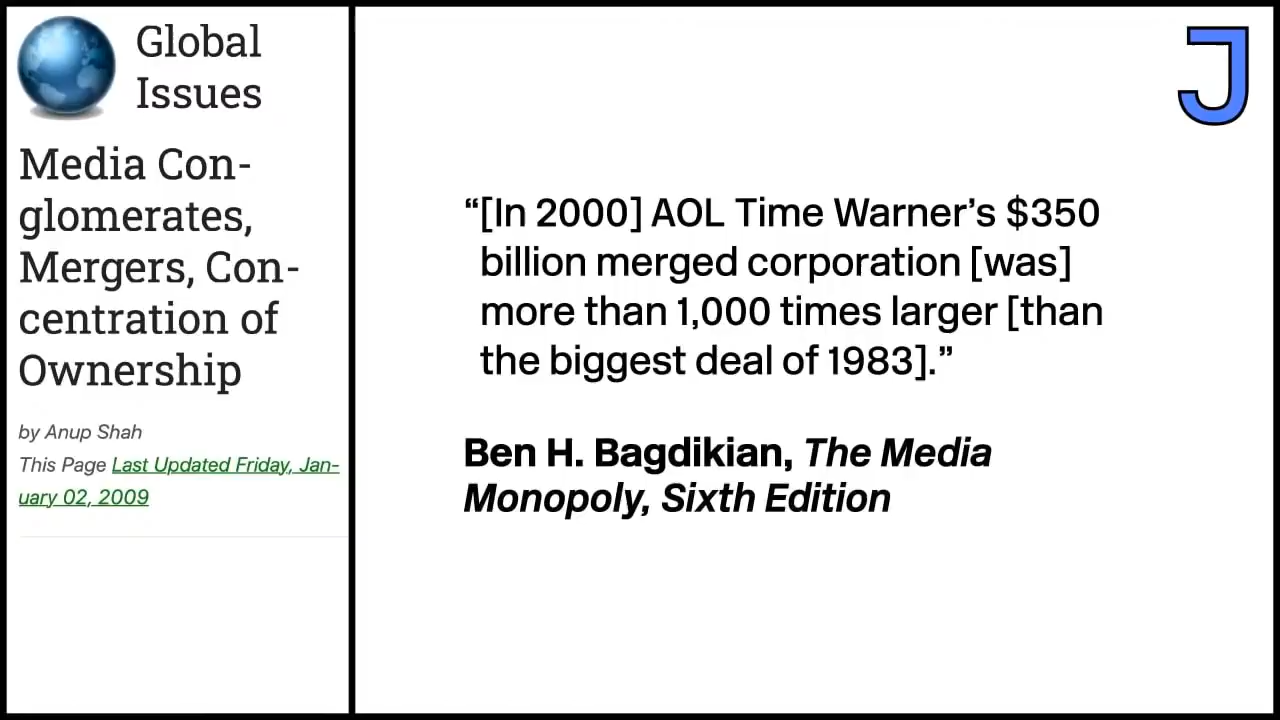 Global
Issues
Media Con-
glomerates,
Mergers, Con-
centration of
Ownership
by Anup Shah
This Page Last Updated Friday, Jan-
uary 02, 2009
J
“[In 2000] AOL Time Warner’s $350
billion merged corporation [was]
more than 1,000 times larger [than
the biggest deal of 1983].”
Ben H. Bagdikian, The Media
Monopoly, Sixth Edition